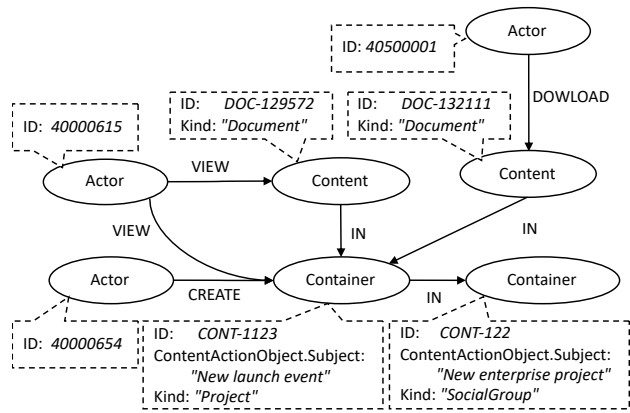 Actor
ID: 40500001
DOWLOAD
ID: DOC-129572
Kind: "Document"
ID: DOC-132111
Kind: "Document"
ID: 40000615
Actor
VIEW
Content
Content
VIEW
IN
IN
Actor
CREATE
Container
IN
Container
ID: 40000654
ID: CONT-1123
ContentActionObject.Subject:
"New launch event"
Kind: "Project"
ID: CONT-122
ContentActionObject.Subject:
"New enterprise project"
Kind: "SocialGroup"